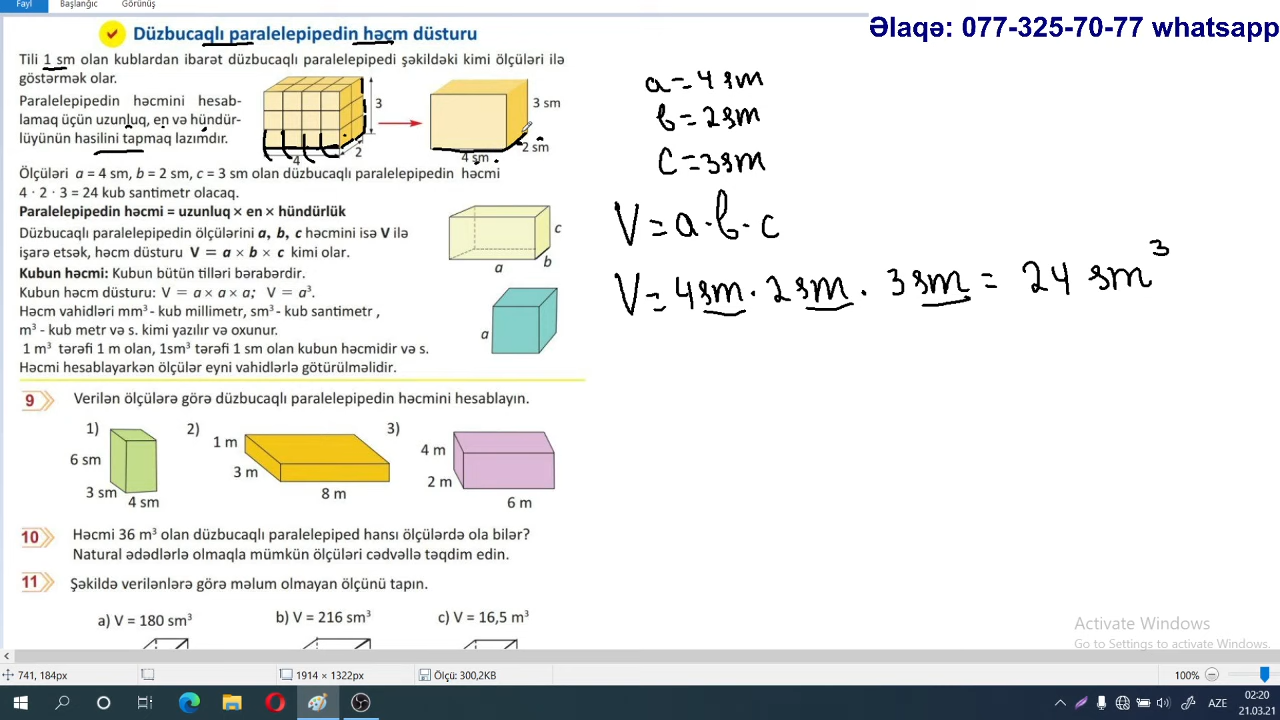 Fayl Başlanğıc Görünüş
Əlaqə: 077-325-70-77 whatsapp
Düzbucaqlı paralelepipedin həcm düsturu
Tili 1 sm olan kublardan ibarət düzbucaqlı paralelepipedi şəkildəki kimi ölçüləri ilə
göstərmək olar.
Paralelepipedin həcmini hesab-
lamaq üçün uzunluq, en və hündür-
lüyünün hasilini tapmaq lazımdır.
3
4
2
3 sm
4 sm
2 sm
Ölçüləri a = 4 sm, b = 2 sm, c = 3 sm olan düzbucaqlı paralelepipedin həcmi
4 · 2 · 3 = 24 kub santimetr olacaq.
Paralelepipedin həcmi = uzunluq × en × hündürlük
Düzbucaqlı paralelepipedin ölçülərini a, b, c həcmini isə V ilə
işarə etsək, həcm düsturu V = a × b × c kimi olar.
c
a
b
Kubun həcmi: Kubun bütün tilləri bərabərdir.
Kubun həcm düsturu: V = a × a × a; V = a³.
Həcm vahidləri mm³ - kub millimetr, sm³ - kub santimetr ,
m³ - kub metr və s. kimi yazılır və oxunur.
1 m³ tərəfi 1 m olan, 1sm³ tərəfi 1 sm olan kubun həcmidir və s.
Həcmi hesablayarkən ölçülər eyni vahidlərlə götürülməlidir.
a
9 Verilən ölçülərə görə düzbucaqlı paralelepipedin həcmini hesablayın.
1)
6 sm
3 sm
4 sm
2)
1 m
3 m
8 m
3)
4 m
2 m
6 m
10 Həcmi 36 m³ olan düzbucaqlı paralelepiped hansı ölçülərdə ola bilər?
Natural ədədlərlə olmaqla mümkün ölçüləri cədvəllə təqdim edin.
11 Şəkildə verilənlərə görə məlum olmayan ölçünü tapın.
a) V = 180 sm³ b) V = 216 sm³ c) V = 16,5 m³
a = 4 sm
b = 2 sm
c = 3 sm
V = a · b · c
V = 4 sm · 2 sm · 3 sm = 24 sm³
Activate Windows
Go to Settings to activate Windows.
741, 184px 1914 × 1322px Ölçü: 300,2KB 100%
AZE
02:20
21.03.21